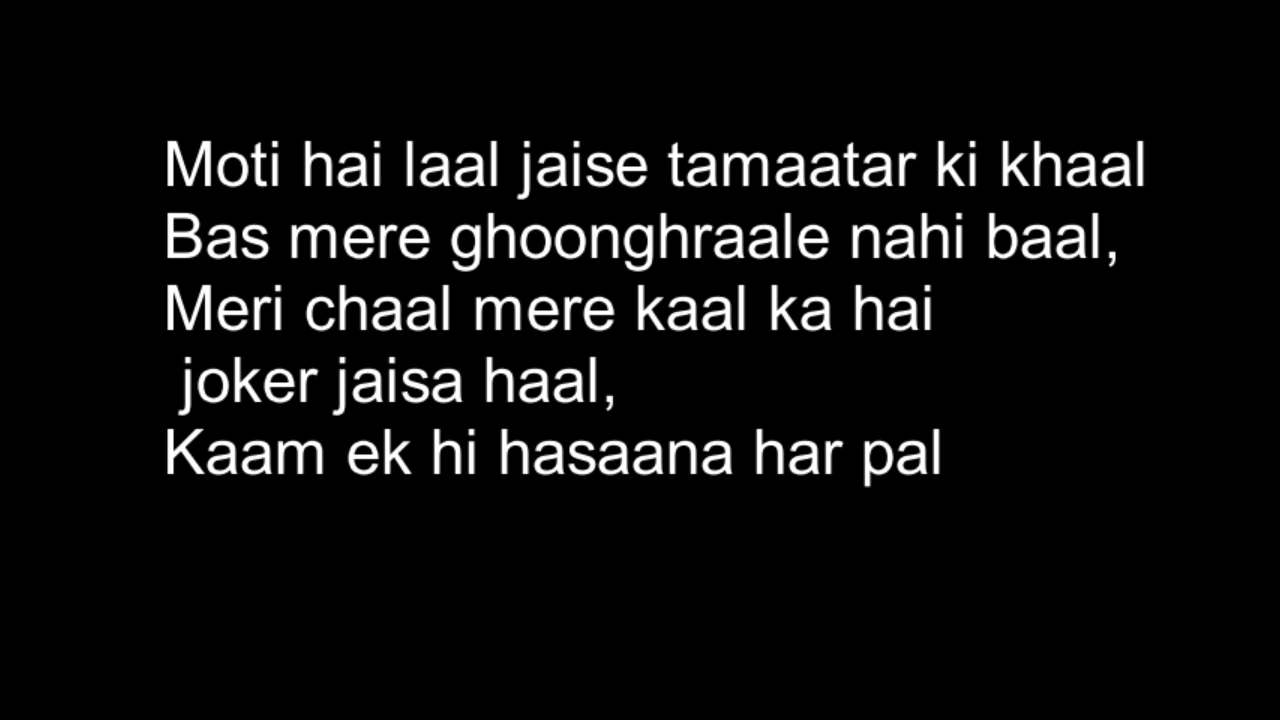 Moti hai laal jaise tamaatar ki khaal
Bas mere ghoonghraale nahi baal,
Meri chaal mere kaal ka hai
joker jaisa haal,
Kaam ek hi hasaana har pal